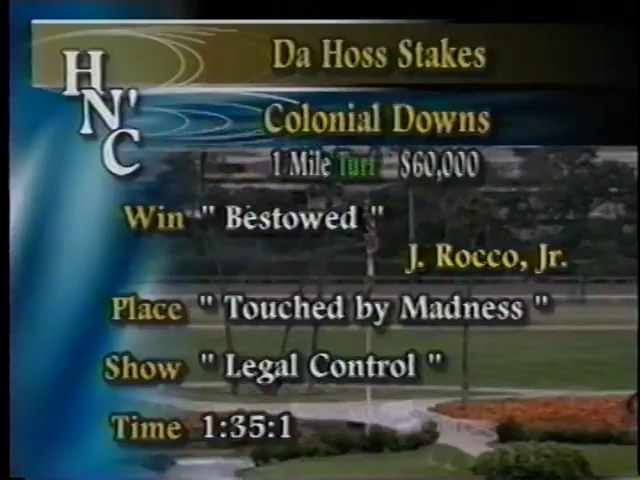 HN'C
Da Hoss Stakes
Colonial Downs
1 Mile Turf $60,000
Win " Bestowed "
J. Rocco, Jr.
Place " Touched by Madness "
Show " Legal Control "
Time 1:35:1